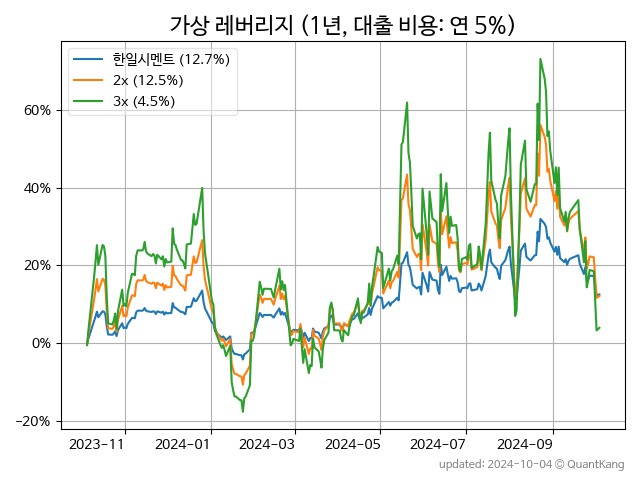 가상 레버리지 (1년, 대출 비용: 연 5%)
한일시멘트 (12.7%)
2x (12.5%)
3x (4.5%)
60%
40%
20%
0%
−20%
2023-11 2024-01 2024-03 2024-05 2024-07 2024-09
updated: 2024-10-04 © QuantKang